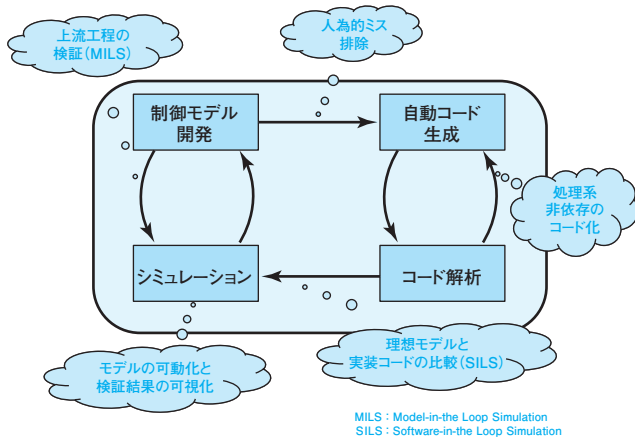 上流工程の
検証（MILS）
人為的ミス
排除
制御モデル
開発
自動コード
生成
処理系
非依存の
コード化
シミュレーション
コード解析
モデルの可動化と
検証結果の可視化
理想モデルと
実装コードの比較（SILS）
MILS：Model-in-the Loop Simulation
SILS：Software-in-the Loop Simulation